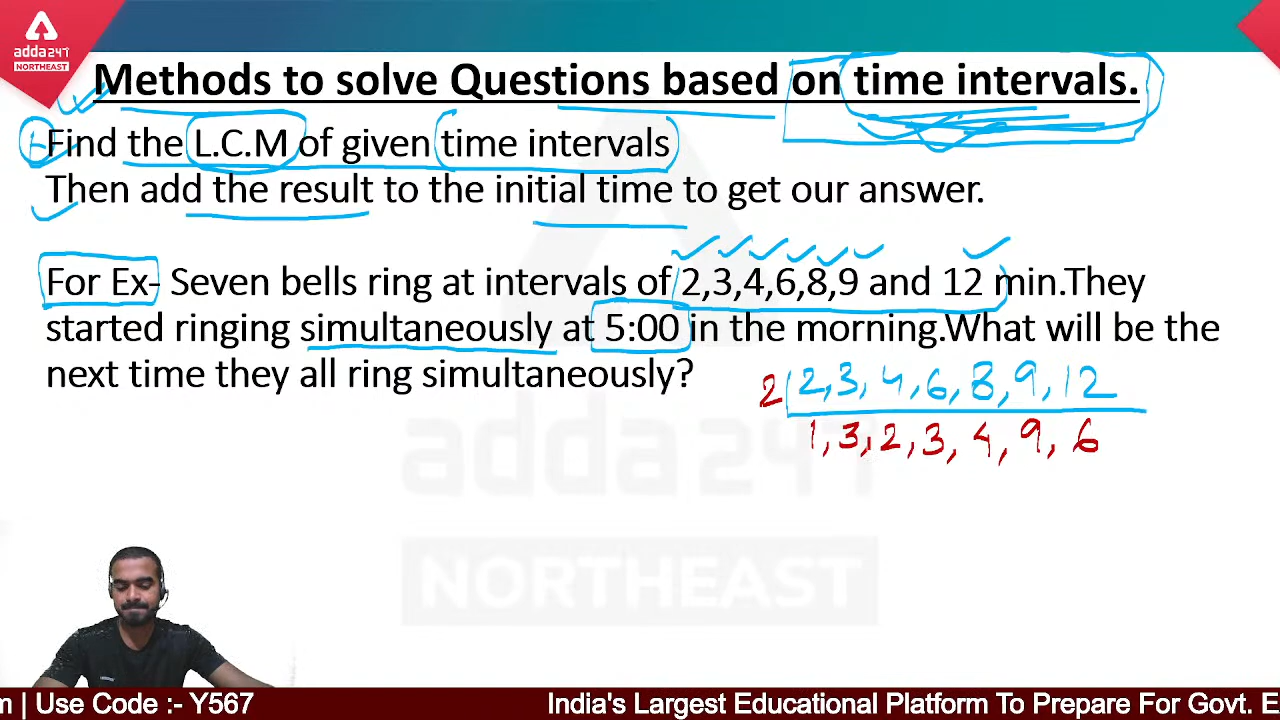 adda247
NORTHEAST
Methods to solve Questions based on time intervals.
1- Find the L.C.M of given time intervals
Then add the result to the initial time to get our answer.
For Ex- Seven bells ring at intervals of 2,3,4,6,8,9 and 12 min.They
started ringing simultaneously at 5:00 in the morning.What will be the
next time they all ring simultaneously?
2 2, 3, 4, 6, 8, 9, 12
1, 3, 2, 3, 4, 9, 6
adda247
NORTHEAST
m | Use Code :- Y567 India's Largest Educational Platform To Prepare For Govt. E